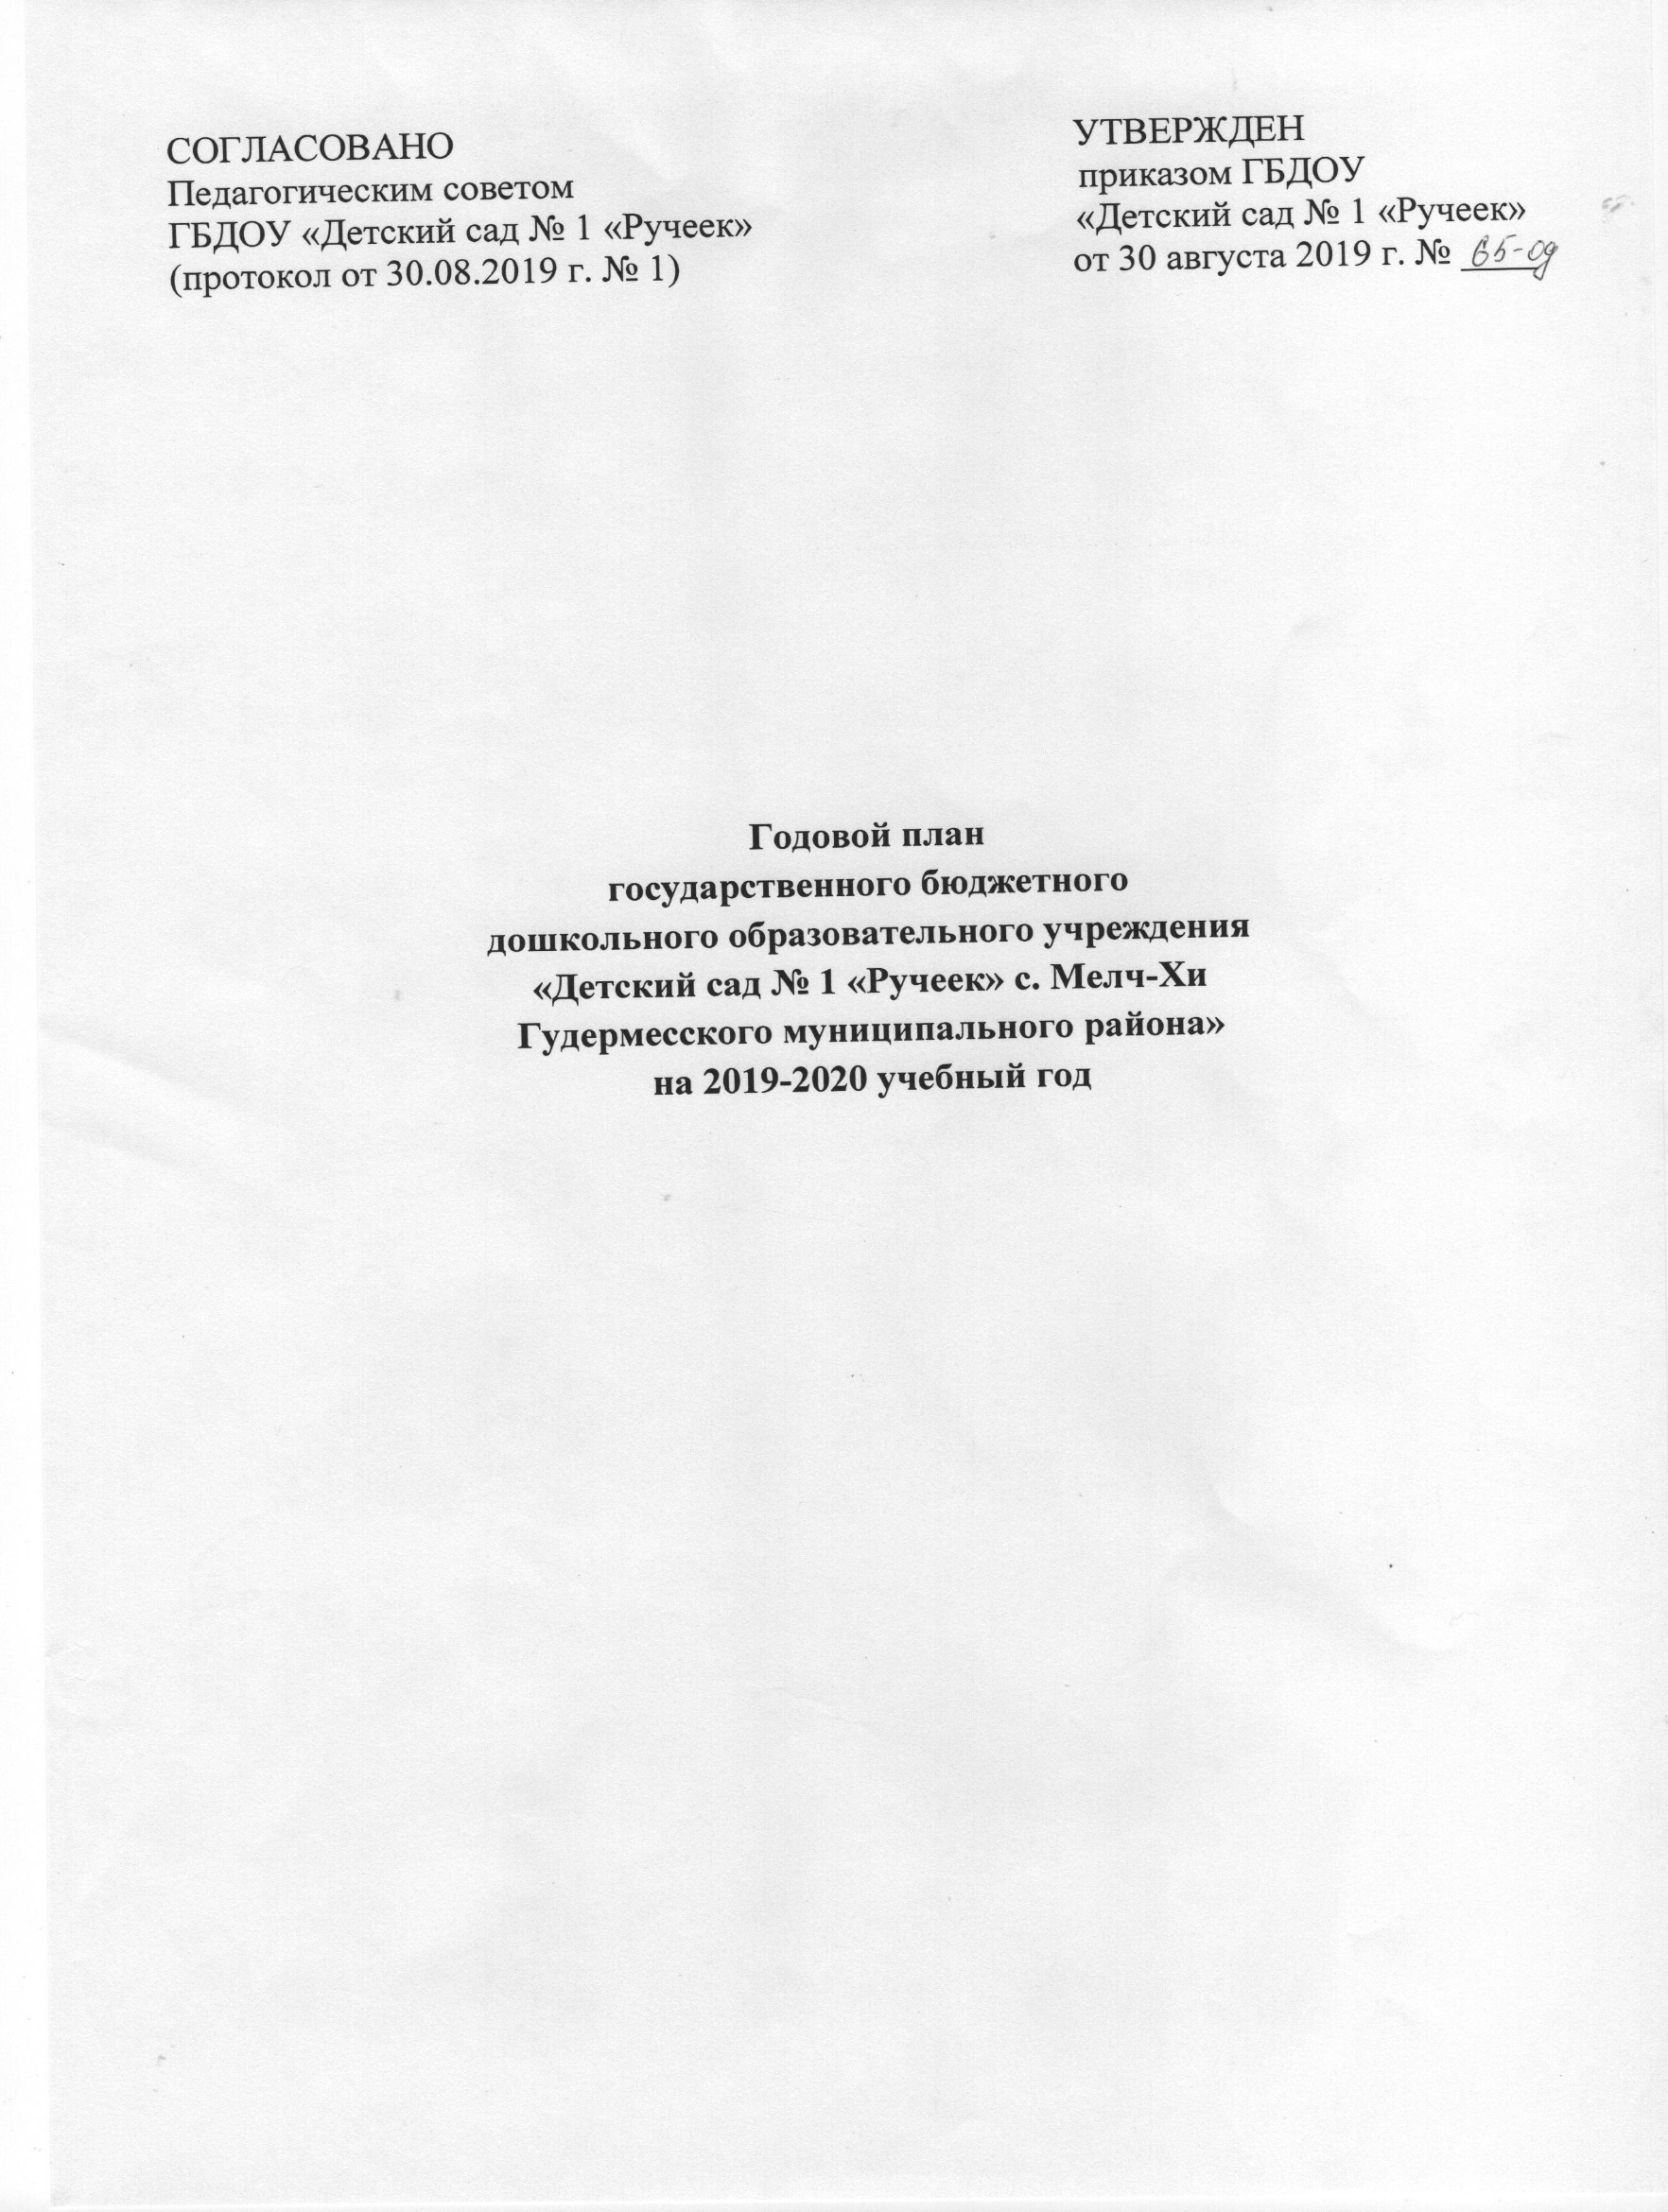 СОГЛАСОВАНО
Педагогическим советом
ГБДОУ «Детский сад № 1 «Ручеек»
(протокол от 30.08.2019 г. № 1)
УТВЕРЖДЕН
приказом ГБДОУ
«Детский сад № 1 «Ручеек»
от 30 августа 2019 г. № 65-од
Годовой план
государственного бюджетного
дошкольного образовательного учреждения
«Детский сад № 1 «Ручеек» с. Мелч-Хи
Гудермесского муниципального района»
на 2019-2020 учебный год